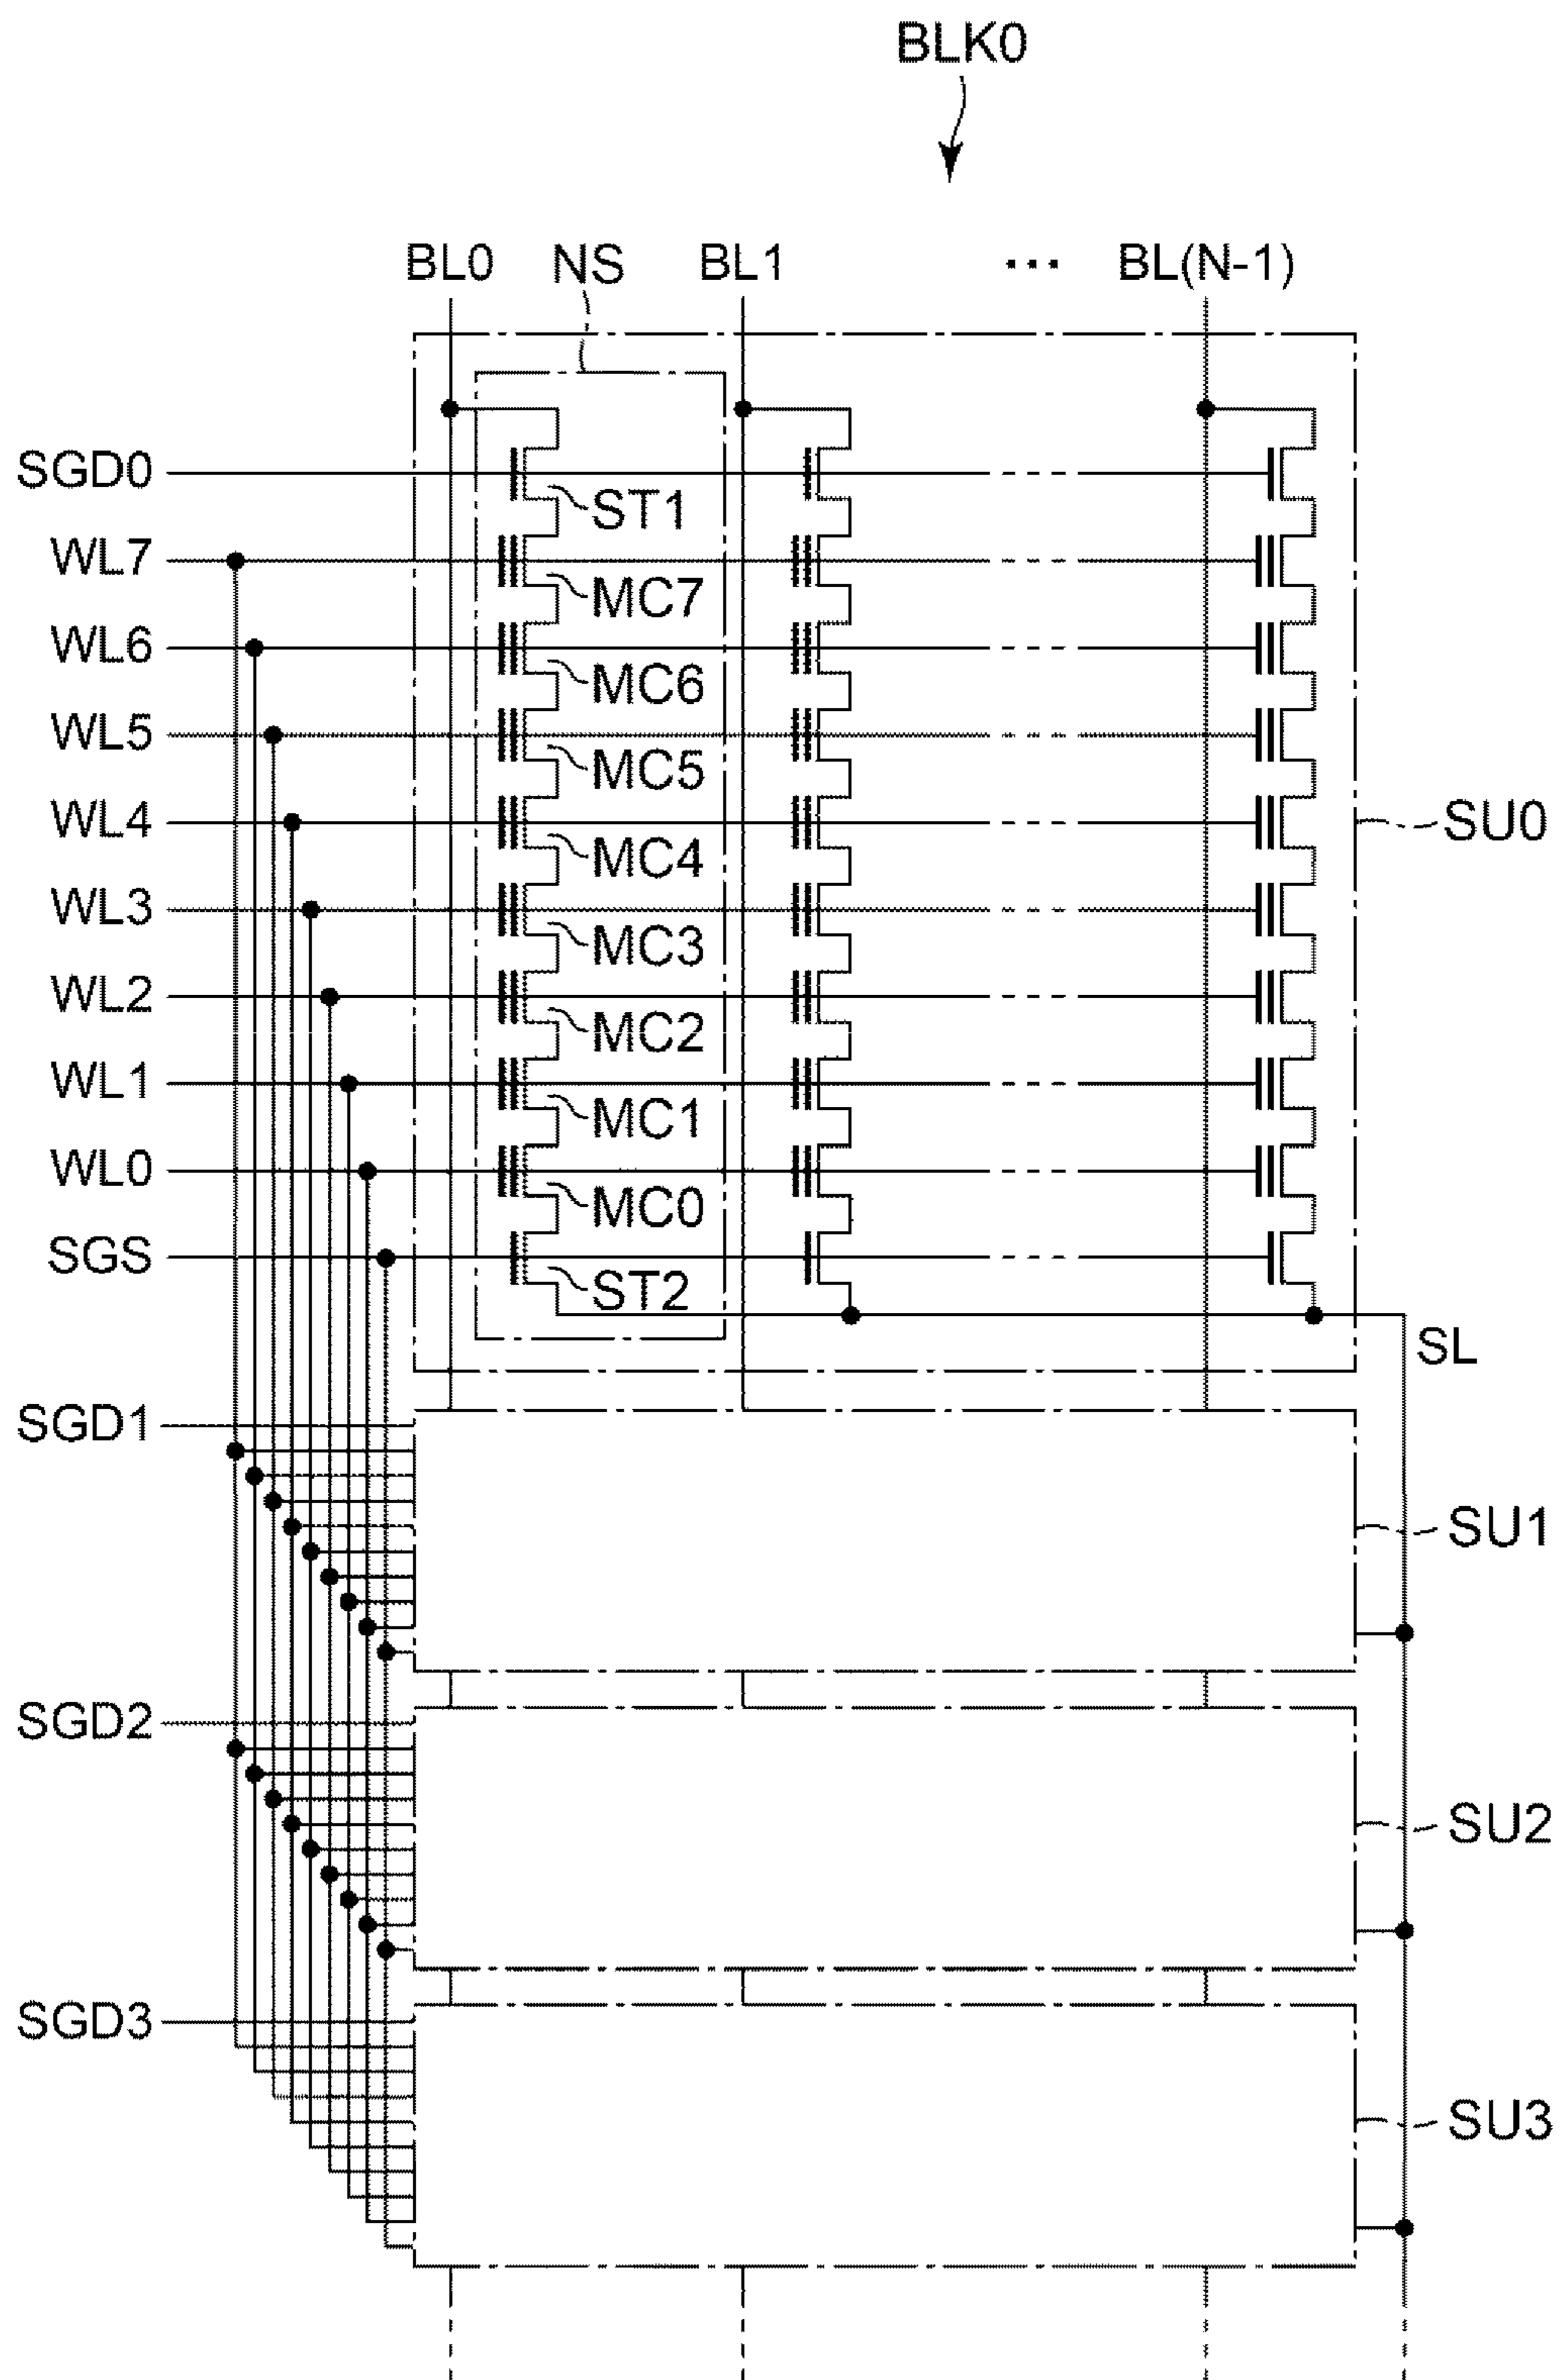 BLK0
BL0 NS BL1 ... BL(N-1)
SGD0
ST1
WL7
MC7
WL6
MC6
WL5
MC5
WL4
MC4
SU0
WL3
MC3
WL2
MC2
WL1
MC1
WL0
MC0
SGS
ST2
SL
SGD1
SU1
SGD2
SU2
SGD3
SU3